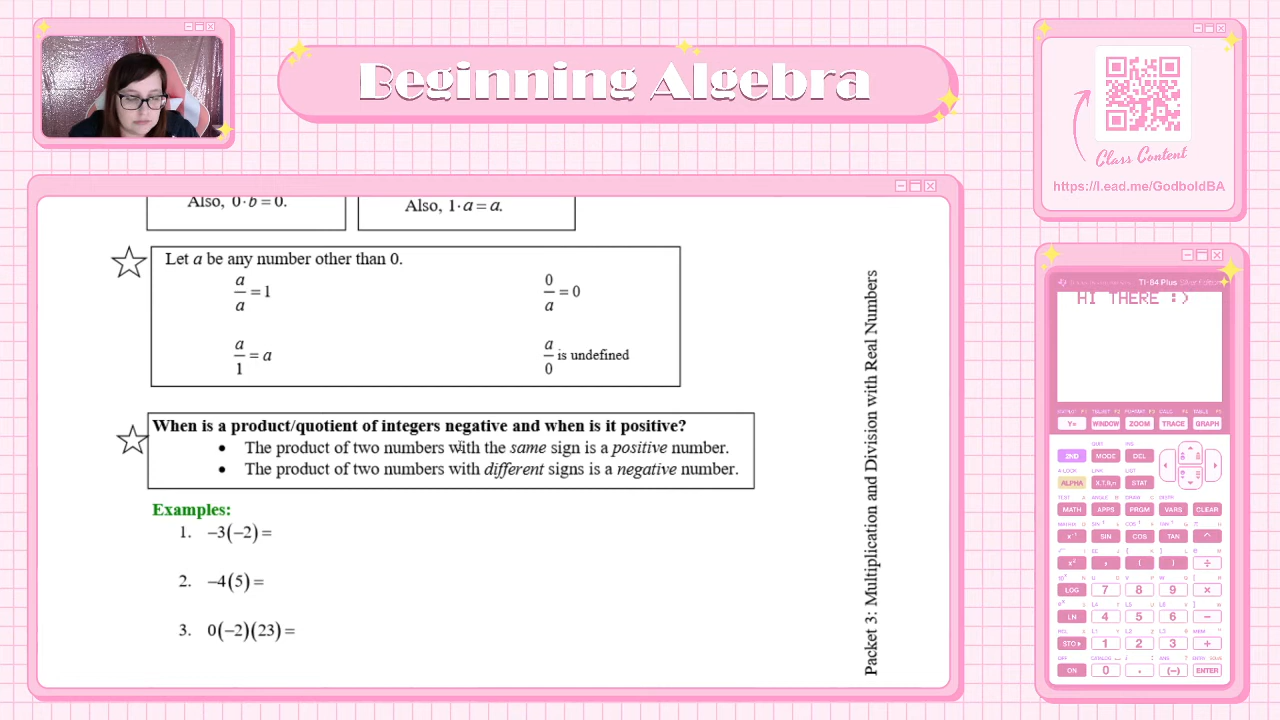 Beginning Algebra
Class Content
https://l.ead.me/GodboldBA
Also, 0·b = 0.
Also, 1·a = a.
Let a be any number other than 0.
a/a = 1
0/a = 0
a/1 = a
a/0 is undefined
When is a product/quotient of integers negative and when is it positive?
• The product of two numbers with the same sign is a positive number.
• The product of two numbers with different signs is a negative number.
Examples:
1. −3(−2) =
2. −4(5) =
3. 0(−2)(23) =
Packet 3: Multiplication and Division with Real Numbers
TI-84 Plus
HI THERE :)
Y= WINDOW ZOOM TRACE GRAPH
2ND MODE DEL
ALPHA X,T,θ,n STAT
MATH APPS PRGM VARS CLEAR
x⁻¹ SIN COS TAN ^
x² , ( ) ÷
LOG 7 8 9 ×
LN 4 5 6 −
STO▸ 1 2 3 +
ON 0 . (−) ENTER